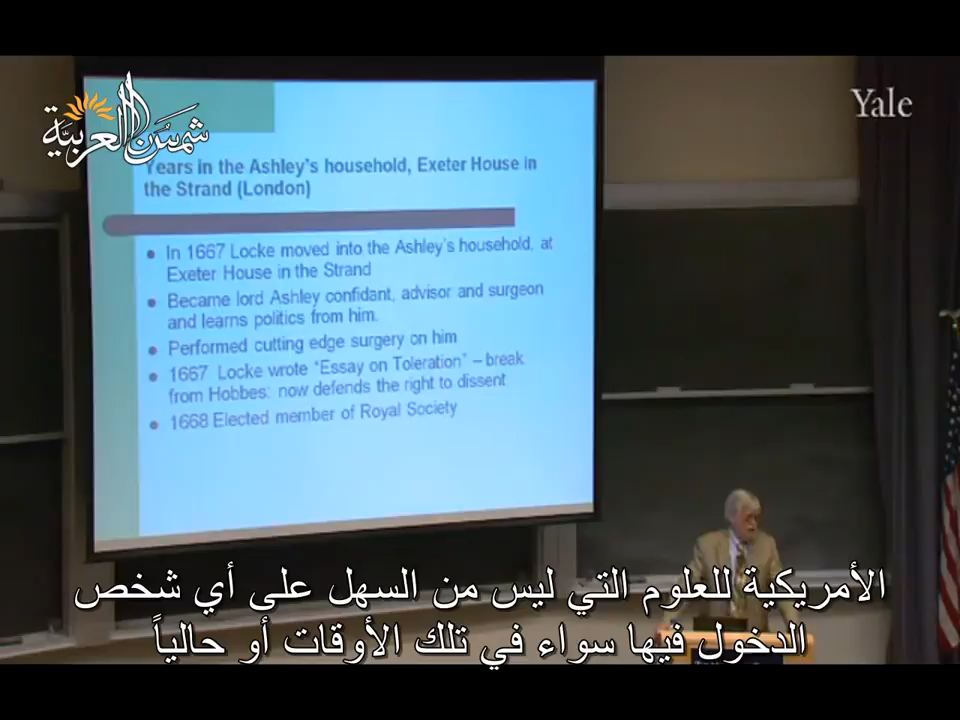 شمس العربية
Yale
Years in the Ashley's household, Exeter House in
the Strand (London)
In 1667 Locke moved into the Ashley's household, at
Exeter House in the Strand
Became lord Ashley confidant, advisor and surgeon
and learns politics from him.
Performed cutting edge surgery on him
1667 Locke wrote "Essay on Toleration" – break
from Hobbes: now defends the right to dissent
1668 Elected member of Royal Society
الأمريكية للعلوم التي ليس من السهل على أي شخص
الدخول فيها سواء في تلك الأوقات أو حالياً